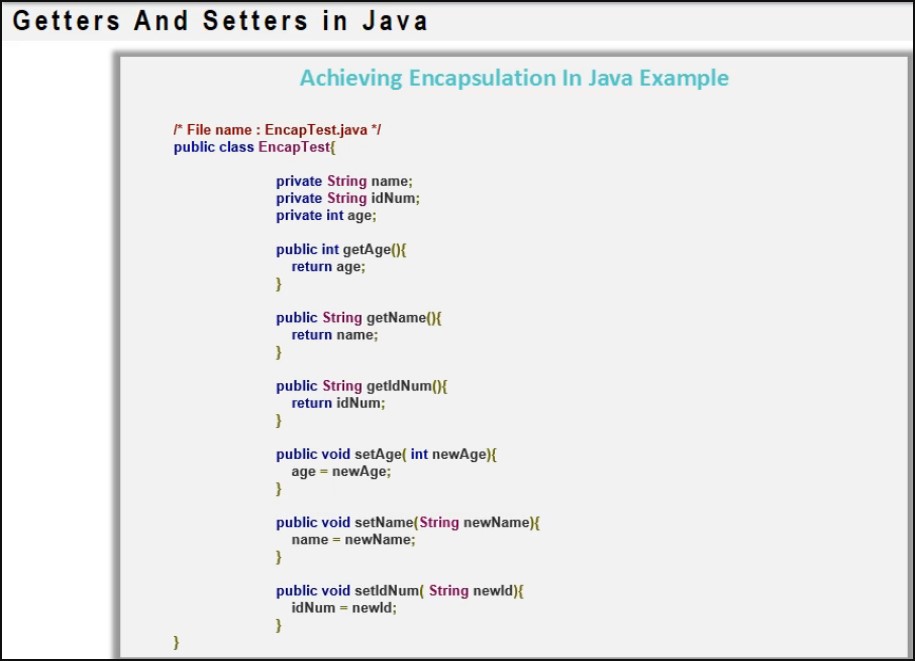 Getters And Setters in Java
Achieving Encapsulation In Java Example
/* File name : EncapTest.java */
public class EncapTest{
private String name;
private String idNum;
private int age;
public int getAge(){
return age;
}
public String getName(){
return name;
}
public String getIdNum(){
return idNum;
}
public void setAge( int newAge){
age = newAge;
}
public void setName(String newName){
name = newName;
}
public void setIdNum( String newId){
idNum = newId;
}
}